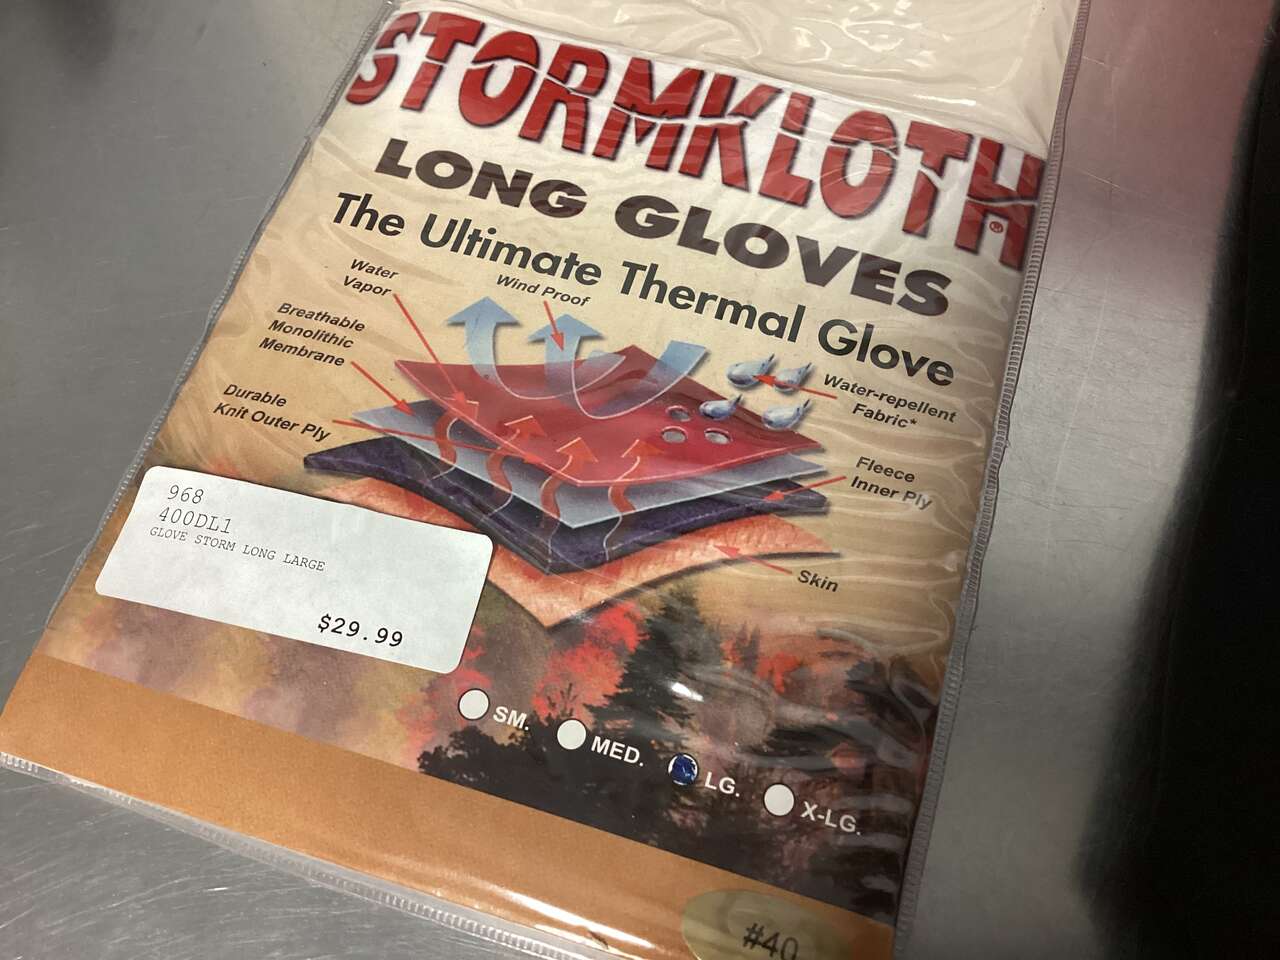 STORMKLOTH®
LONG GLOVES
The Ultimate Thermal Glove
Water
Vapor
Wind Proof
Breathable
Monolithic
Membrane
Durable
Knit Outer Ply
Water-repellent
Fabric*
Fleece
Inner Ply
Skin
968
400DL1
GLOVE STORM LONG LARGE
$29.99
SM.
MED.
LG.
X-LG.
#40